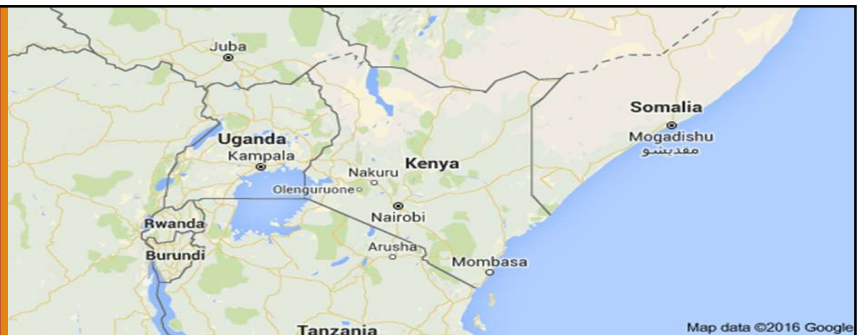 Juba
Somalia
Mogadishu
مقديشو
Uganda
Kampala
Kenya
Nakuru
Olenguruone
Nairobi
Rwanda
Burundi
Arusha
Mombasa
Tanzania
Map data ©2016 Google